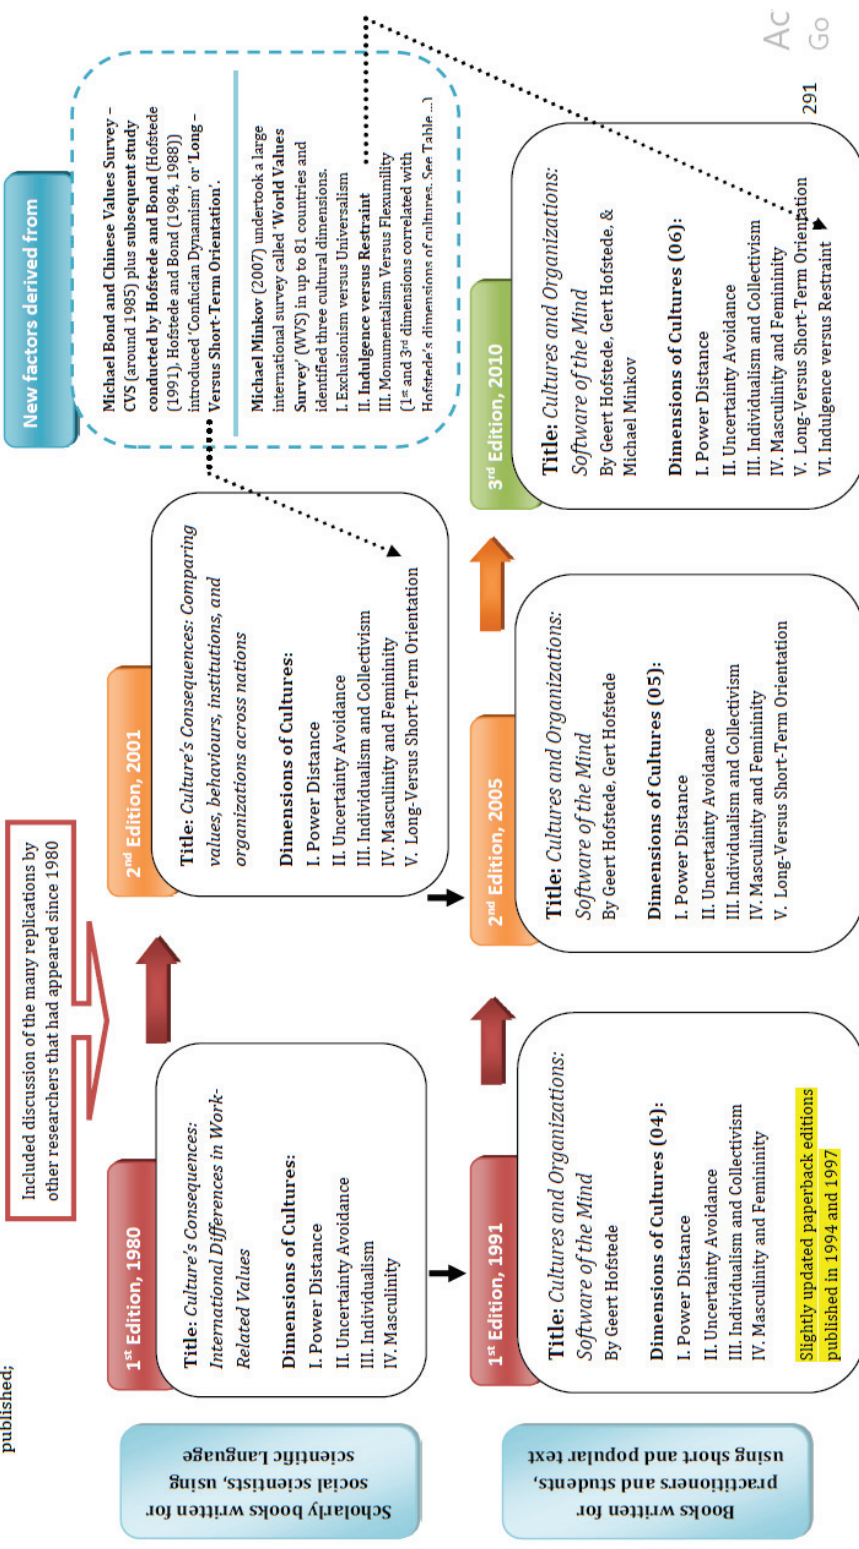 published;
Included discussion of the many replications by
other researchers that had appeared since 1980
New factors derived from
Michael Bond and Chinese Values Survey –
CVS (around 1985) plus subsequent study
conducted by Hofstede and Bond (Hofstede
(1991), Hofstede and Bond (1984, 1988))
introduced 'Confucian Dynamism' or 'Long –
Versus Short-Term Orientation'.
Michael Minkov (2007) undertook a large
international survey called 'World Values
Survey' (WVS) in up to 81 countries and
identified three cultural dimensions.
I. Exclusionism versus Universalism
II. Indulgence versus Restraint
III. Monumentalism Versus Flexumility
(1st and 3rd dimensions correlated with
Hofstede's dimensions of cultures. See Table ...)
Scholarly books written for
social scientists, using
scientific Language
1st Edition, 1980
Title: Culture's Consequences:
International Differences in Work-
Related Values
Dimensions of Cultures:
I. Power Distance
II. Uncertainty Avoidance
III. Individualism
IV. Masculinity
2nd Edition, 2001
Title: Culture's Consequences: Comparing
values, behaviours, institutions, and
organizations across nations
Dimensions of Cultures:
I. Power Distance
II. Uncertainty Avoidance
III. Individualism and Collectivism
IV. Masculinity and Femininity
V. Long-Versus Short-Term Orientation
Books written for
practitioners and students,
using short and popular text
1st Edition, 1991
Title: Cultures and Organizations:
Software of the Mind
By Geert Hofstede
Dimensions of Cultures (04):
I. Power Distance
II. Uncertainty Avoidance
III. Individualism and Collectivism
IV. Masculinity and Femininity
Slightly updated paperback editions
published in 1994 and 1997
2nd Edition, 2005
Title: Cultures and Organizations:
Software of the Mind
By Geert Hofstede, Gert Hofstede
Dimensions of Cultures (05):
I. Power Distance
II. Uncertainty Avoidance
III. Individualism and Collectivism
IV. Masculinity and Femininity
V. Long-Versus Short-Term Orientation
3rd Edition, 2010
Title: Cultures and Organizations:
Software of the Mind
By Geert Hofstede, Gert Hofstede, &
Michael Minkov
Dimensions of Cultures (06):
I. Power Distance
II. Uncertainty Avoidance
III. Individualism and Collectivism
IV. Masculinity and Femininity
V. Long-Versus Short-Term Orientation
VI. Indulgence versus Restraint
291
Ac
Go